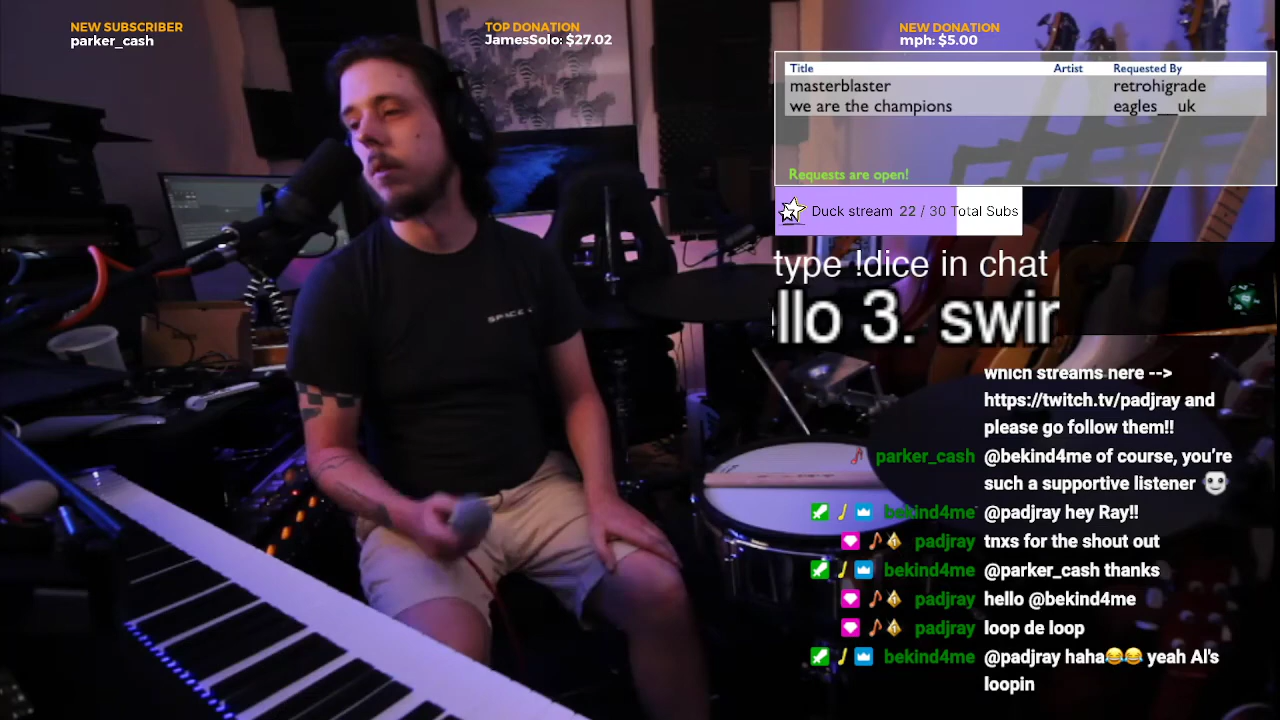 NEW SUBSCRIBER
parker_cash
TOP DONATION
JamesSolo: $27.02
NEW DONATION
mph: $5.00
Title Artist Requested By
masterblaster retrohigrade
we are the champions eagles__uk
Requests are open!
Duck stream 22 / 30 Total Subs
type !dice in chat
llo 3. swir
which streams here -->
https://twitch.tv/padjray and
please go follow them!!
parker_cash @bekind4me of course, you're
such a supportive listener
bekind4me @padjray hey Ray!!
padjray tnxs for the shout out
bekind4me @parker_cash thanks
padjray hello @bekind4me
padjray loop de loop
bekind4me @padjray haha😂😂 yeah Al's
loopin